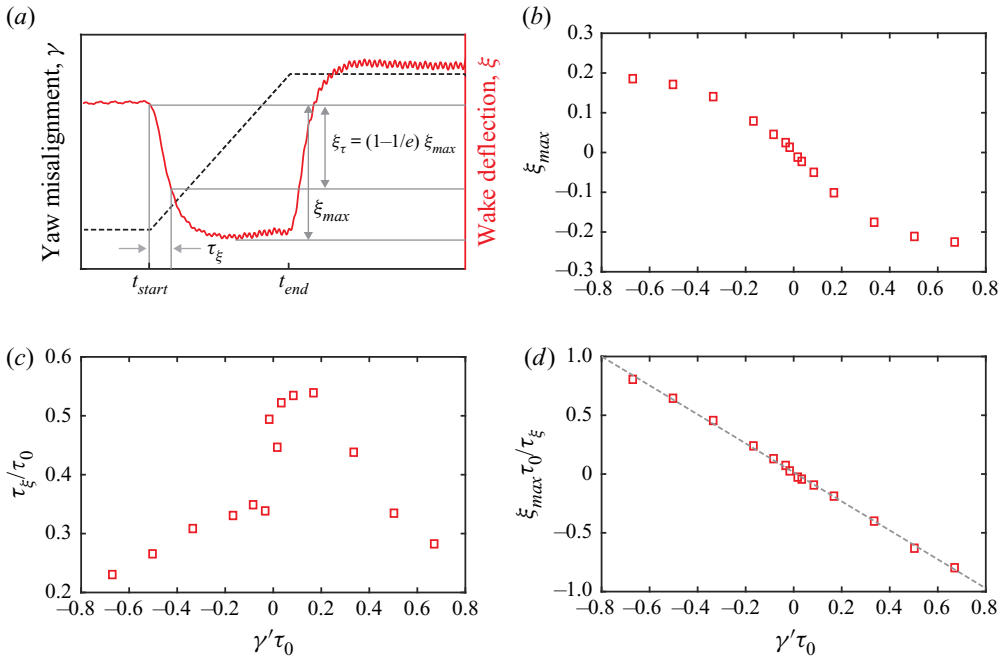 (a)
Yaw misalignment, γ
Wake deflection, ξ
ξτ = (1–1/e) ξmax
ξmax
τξ
tstart
tend
(b)
0.3
0.2
0.1
0
–0.1
–0.2
–0.3
ξmax
–0.8 –0.6 –0.4 –0.2 0 0.2 0.4 0.6 0.8
(c)
0.6
0.5
0.4
0.3
0.2
τξ/τ0
–0.8 –0.6 –0.4 –0.2 0 0.2 0.4 0.6 0.8
γ′τ0
(d)
1.0
0.5
0
–0.5
–1.0
ξmaxτ0/τξ
–0.8 –0.6 –0.4 –0.2 0 0.2 0.4 0.6 0.8
γ′τ0